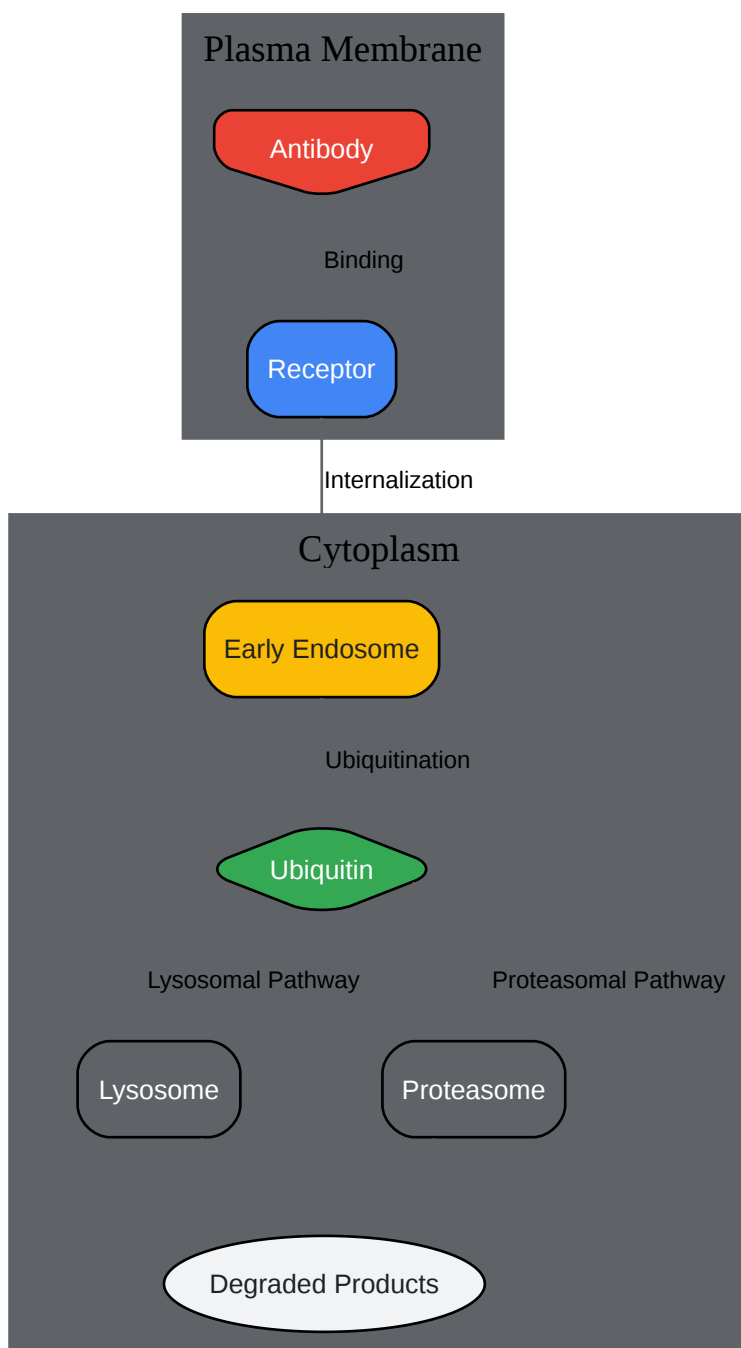 Plasma Membrane
Antibody
Binding
Receptor
Internalization
Cytoplasm
Early Endosome
Ubiquitination
Ubiquitin
Lysosomal Pathway
Proteasomal Pathway
Lysosome
Proteasome
Degraded Products